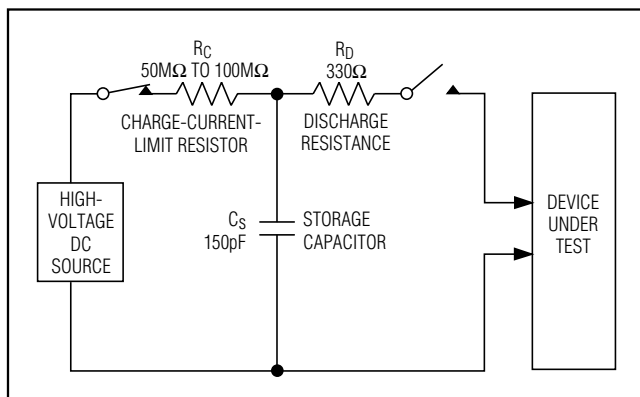 RC
50MΩ TO 100MΩ
CHARGE-CURRENT-
LIMIT RESISTOR
RD
330Ω
DISCHARGE
RESISTANCE
HIGH-
VOLTAGE
DC
SOURCE
CS
150pF
STORAGE
CAPACITOR
DEVICE
UNDER
TEST